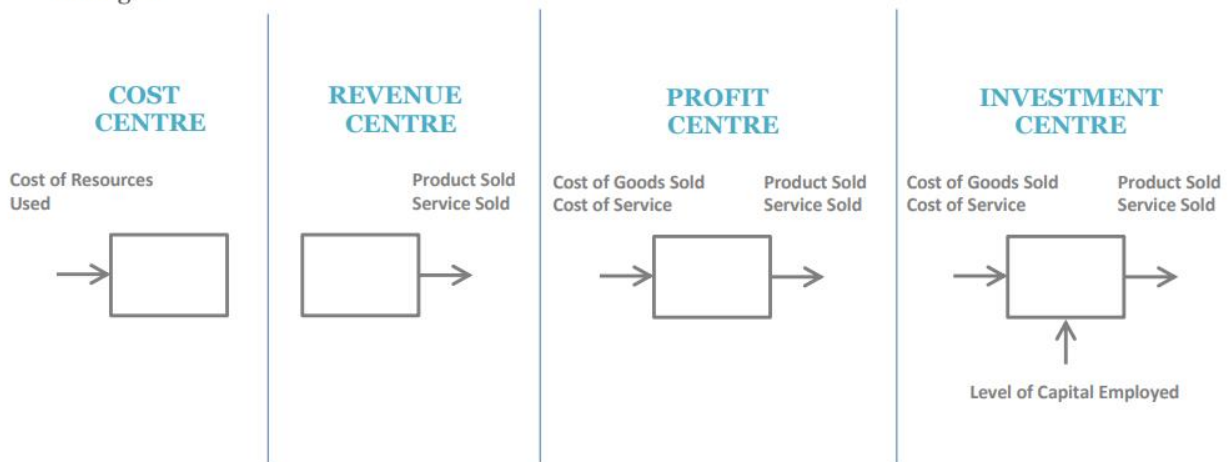 COST
CENTRE
Cost of Resources
Used
REVENUE
CENTRE
Product Sold
Service Sold
PROFIT
CENTRE
Cost of Goods Sold
Cost of Service
Product Sold
Service Sold
INVESTMENT
CENTRE
Cost of Goods Sold
Cost of Service
Product Sold
Service Sold
Level of Capital Employed